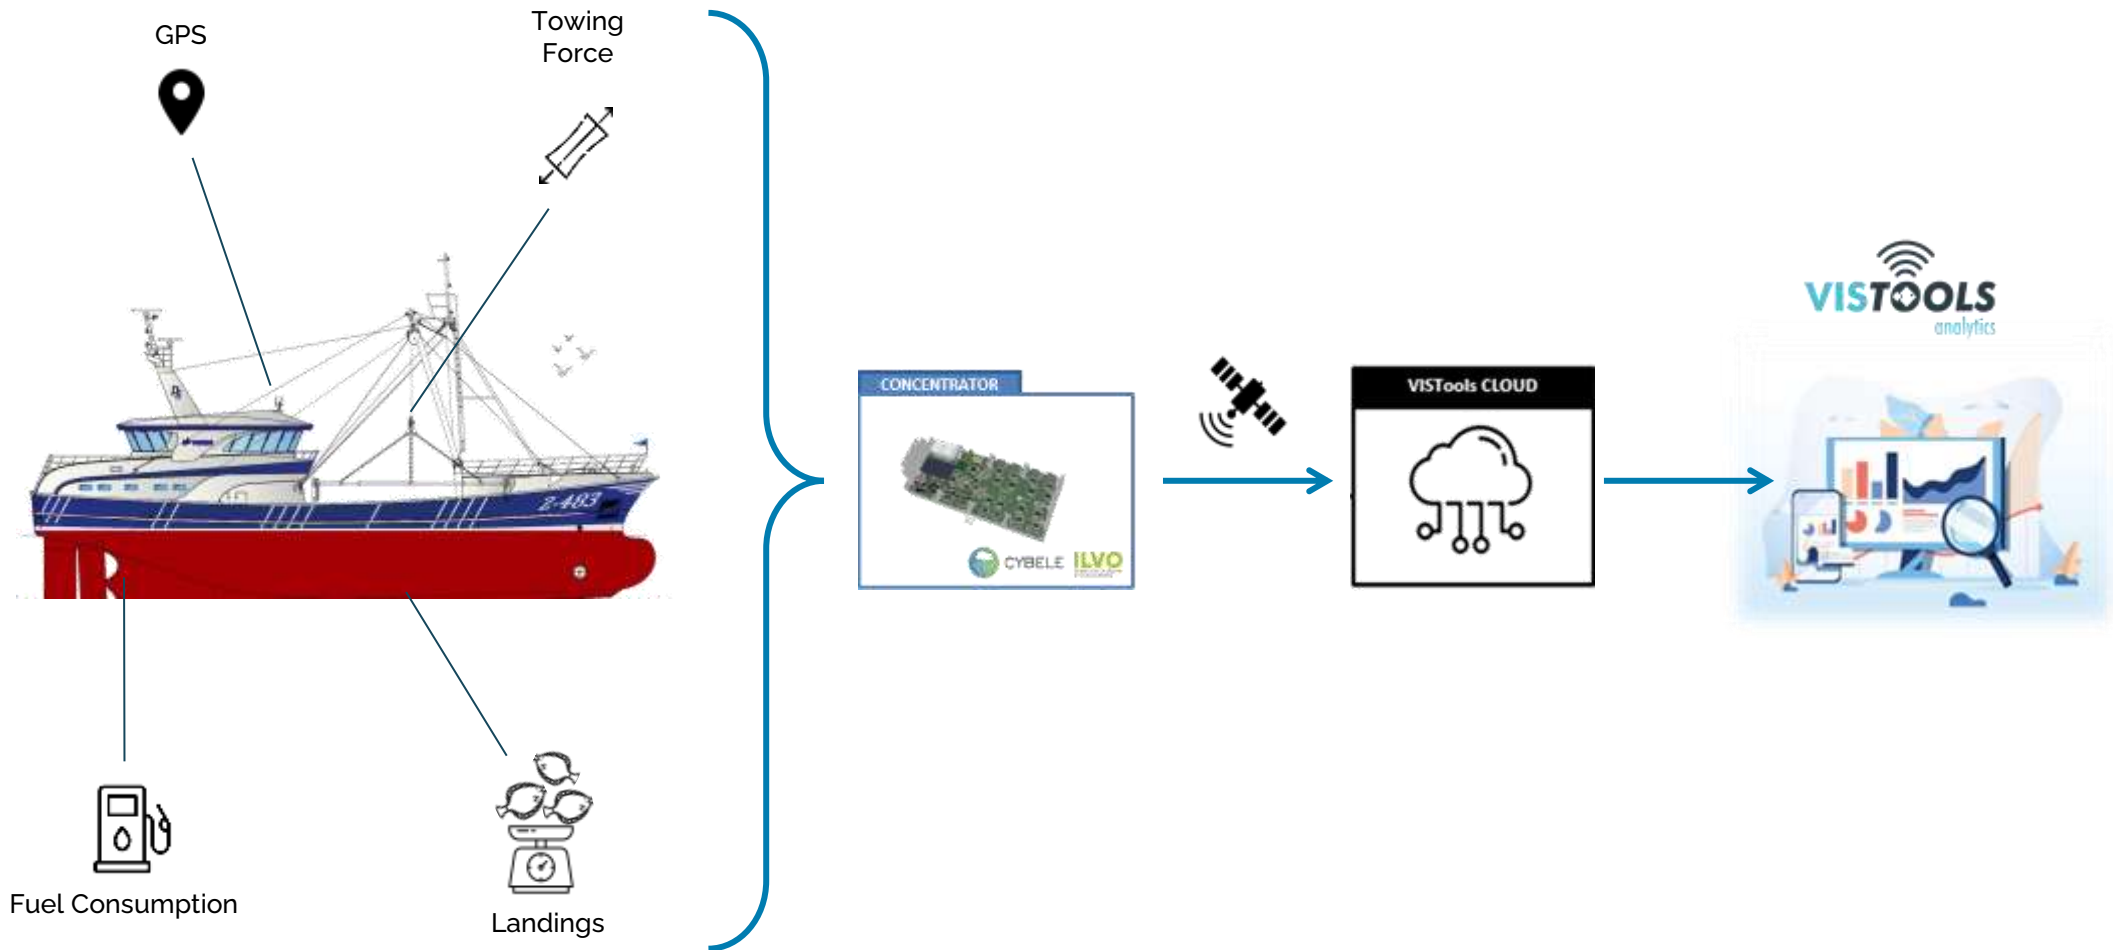 GPS
Towing
Force
Z-483
Fuel Consumption
Landings
CONCENTRATOR
CYBELE
ILVO
VISTools CLOUD
VISTOOLS
analytics